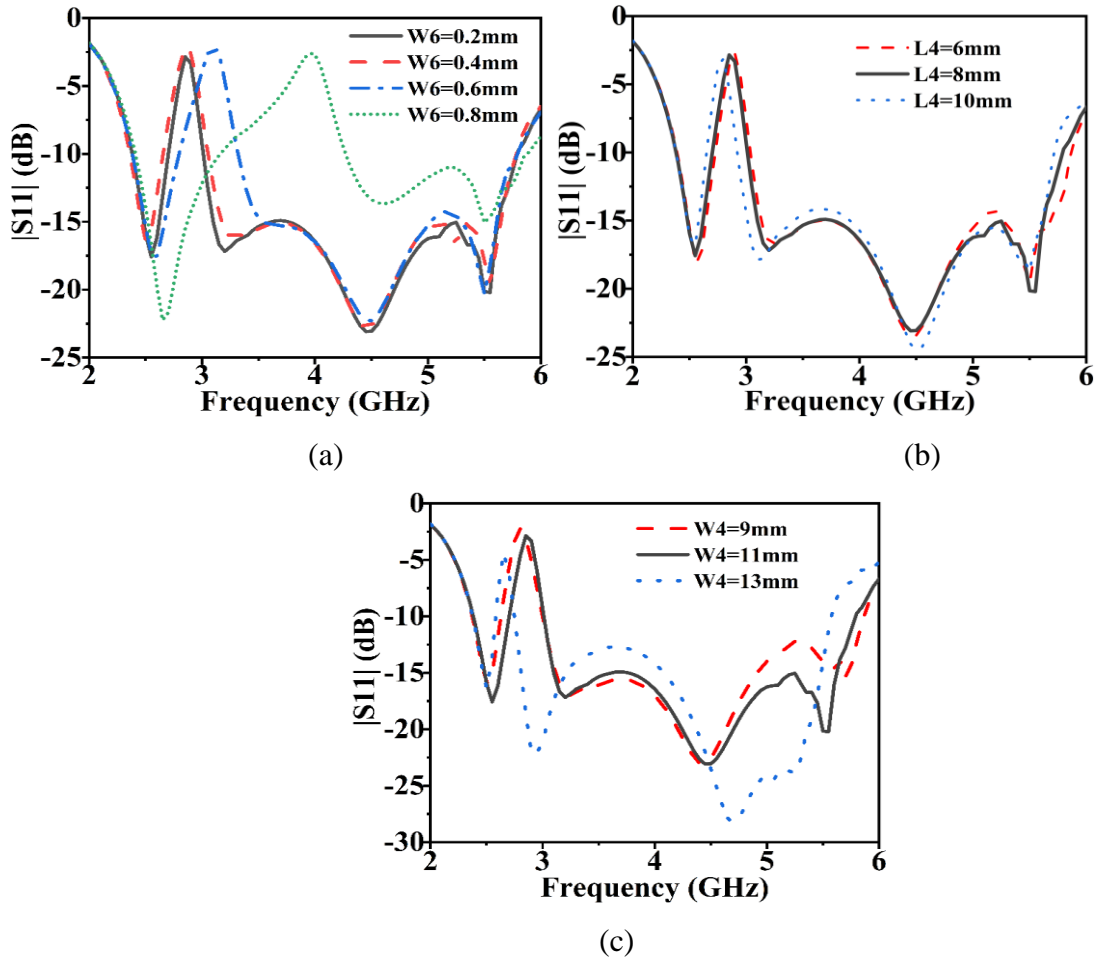 0
-5
-10
-15
-20
-25
|S11| (dB)
W6=0.2mm
W6=0.4mm
W6=0.6mm
W6=0.8mm
2 3 4 5 6
Frequency (GHz)
(a)
0
-5
-10
-15
-20
-25
|S11| (dB)
L4=6mm
L4=8mm
L4=10mm
2 3 4 5 6
Frequency (GHz)
(b)
0
-5
-10
-15
-20
-25
-30
|S11| (dB)
W4=9mm
W4=11mm
W4=13mm
2 3 4 5 6
Frequency (GHz)
(c)